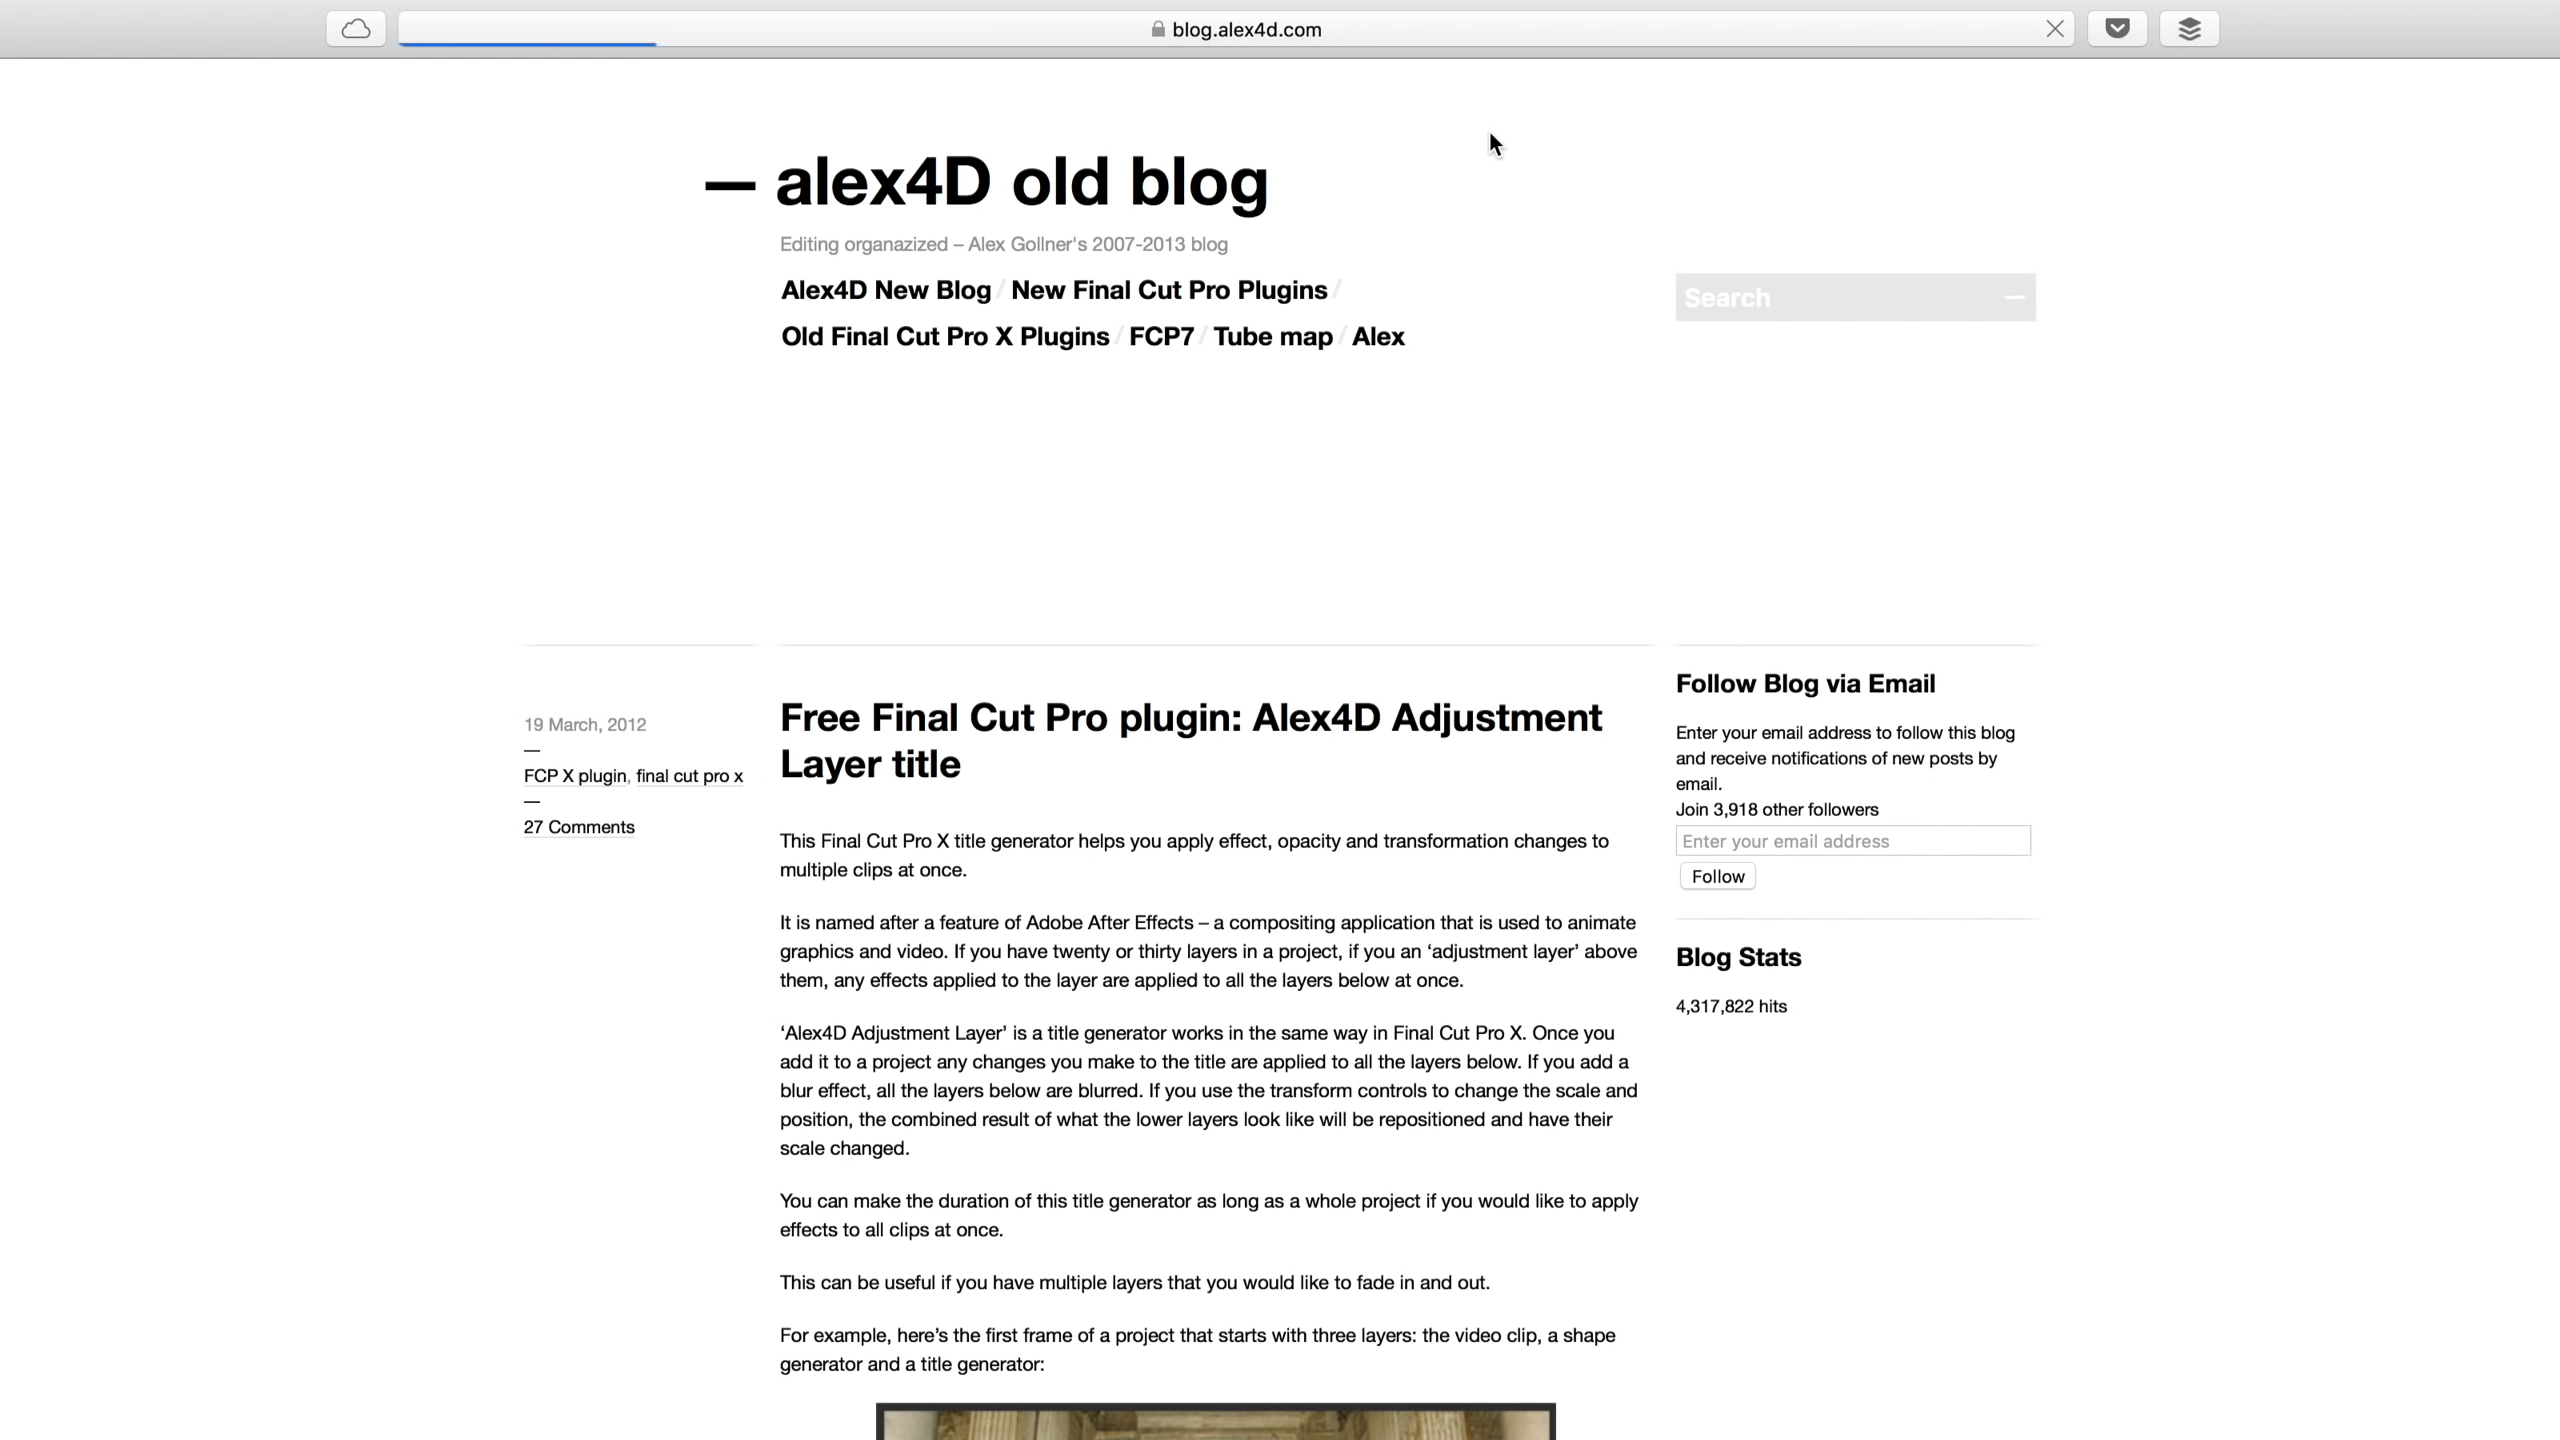 blog.alex4d.com
— alex4D old blog
Editing organazized – Alex Gollner's 2007-2013 blog
Alex4D New Blog / New Final Cut Pro Plugins /
Old Final Cut Pro X Plugins / FCP7 / Tube map / Alex
Search
19 March, 2012
—
FCP X plugin, final cut pro x
—
27 Comments
Free Final Cut Pro plugin: Alex4D Adjustment
Layer title
This Final Cut Pro X title generator helps you apply effect, opacity and transformation changes to
multiple clips at once.
It is named after a feature of Adobe After Effects – a compositing application that is used to animate
graphics and video. If you have twenty or thirty layers in a project, if you an ‘adjustment layer’ above
them, any effects applied to the layer are applied to all the layers below at once.
‘Alex4D Adjustment Layer’ is a title generator works in the same way in Final Cut Pro X. Once you
add it to a project any changes you make to the title are applied to all the layers below. If you add a
blur effect, all the layers below are blurred. If you use the transform controls to change the scale and
position, the combined result of what the lower layers look like will be repositioned and have their
scale changed.
You can make the duration of this title generator as long as a whole project if you would like to apply
effects to all clips at once.
This can be useful if you have multiple layers that you would like to fade in and out.
For example, here’s the first frame of a project that starts with three layers: the video clip, a shape
generator and a title generator:
Follow Blog via Email
Enter your email address to follow this blog
and receive notifications of new posts by
email.
Join 3,918 other followers
Enter your email address
Follow
Blog Stats
4,317,822 hits